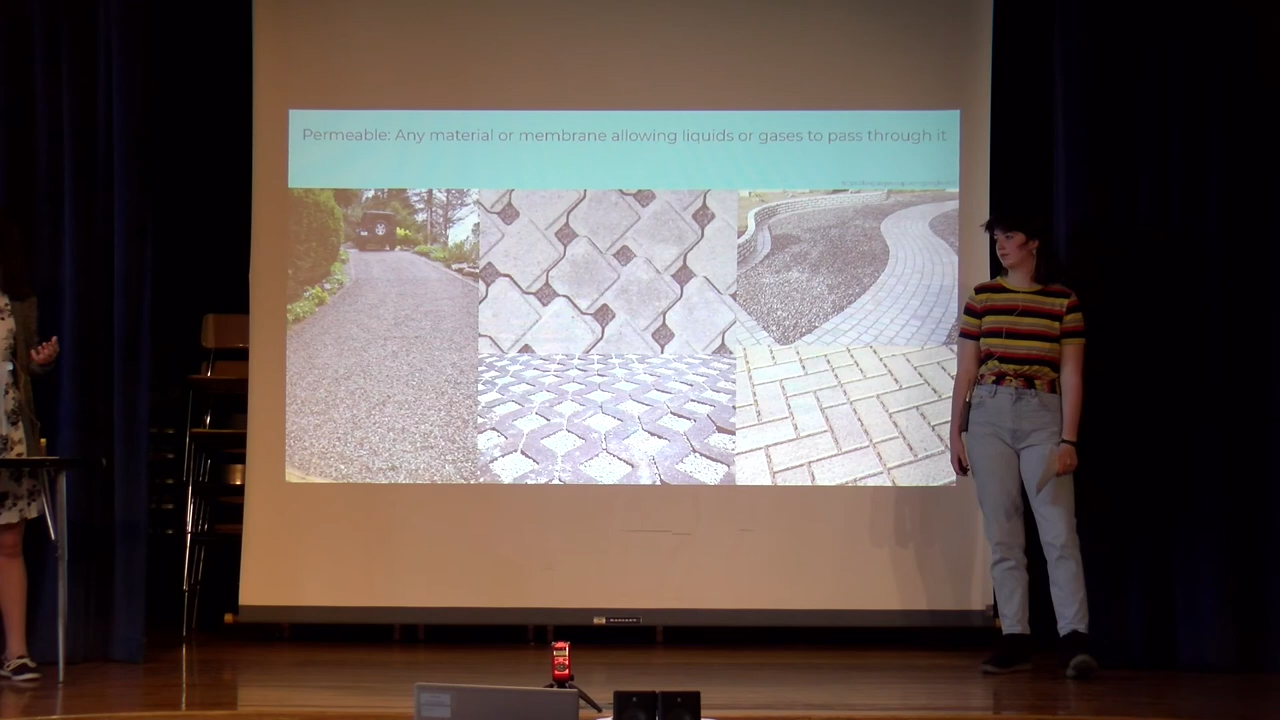 Permeable: Any material or membrane allowing liquids or gases to pass through it